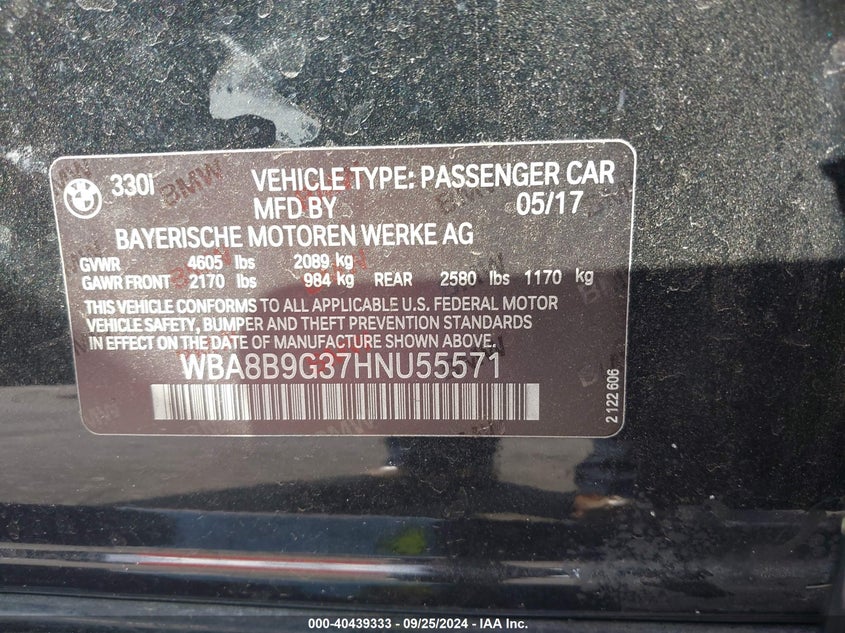 330I VEHICLE TYPE: PASSENGER CAR
MFD BY 05/17
BAYERISCHE MOTOREN WERKE AG
GVWR 4605 lbs 2089 kg
GAWR FRONT 2170 lbs 984 kg REAR 2580 lbs 1170 kg
THIS VEHICLE CONFORMS TO ALL APPLICABLE U.S. FEDERAL MOTOR
VEHICLE SAFETY, BUMPER AND THEFT PREVENTION STANDARDS
IN EFFECT ON THE DATE OF MANUFACTURE SHOWN ABOVE.
WBA8B9G37HNU55571
2 122 606
000-40439333 - 09/25/2024 - IAA Inc.